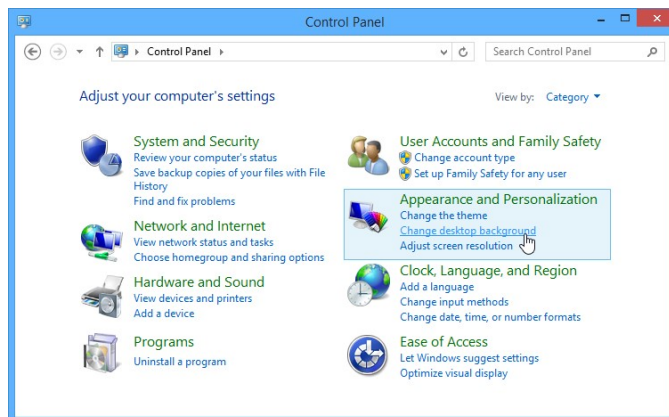 Control Panel
Control Panel
Search Control Panel
Adjust your computer's settings
View by: Category
System and Security
Review your computer's status
Save backup copies of your files with File
History
Find and fix problems
Network and Internet
View network status and tasks
Choose homegroup and sharing options
Hardware and Sound
View devices and printers
Add a device
Programs
Uninstall a program
User Accounts and Family Safety
Change account type
Set up Family Safety for any user
Appearance and Personalization
Change the theme
Change desktop background
Adjust screen resolution
Clock, Language, and Region
Add a language
Change input methods
Change date, time, or number formats
Ease of Access
Let Windows suggest settings
Optimize visual display